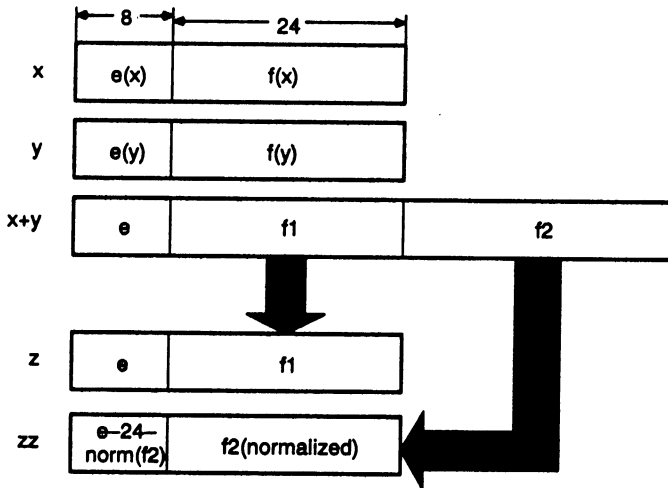 8 24
x e(x) f(x)
y e(y) f(y)
x+y e f1 f2
z e f1
zz e-24-
norm(f2) f2(normalized)